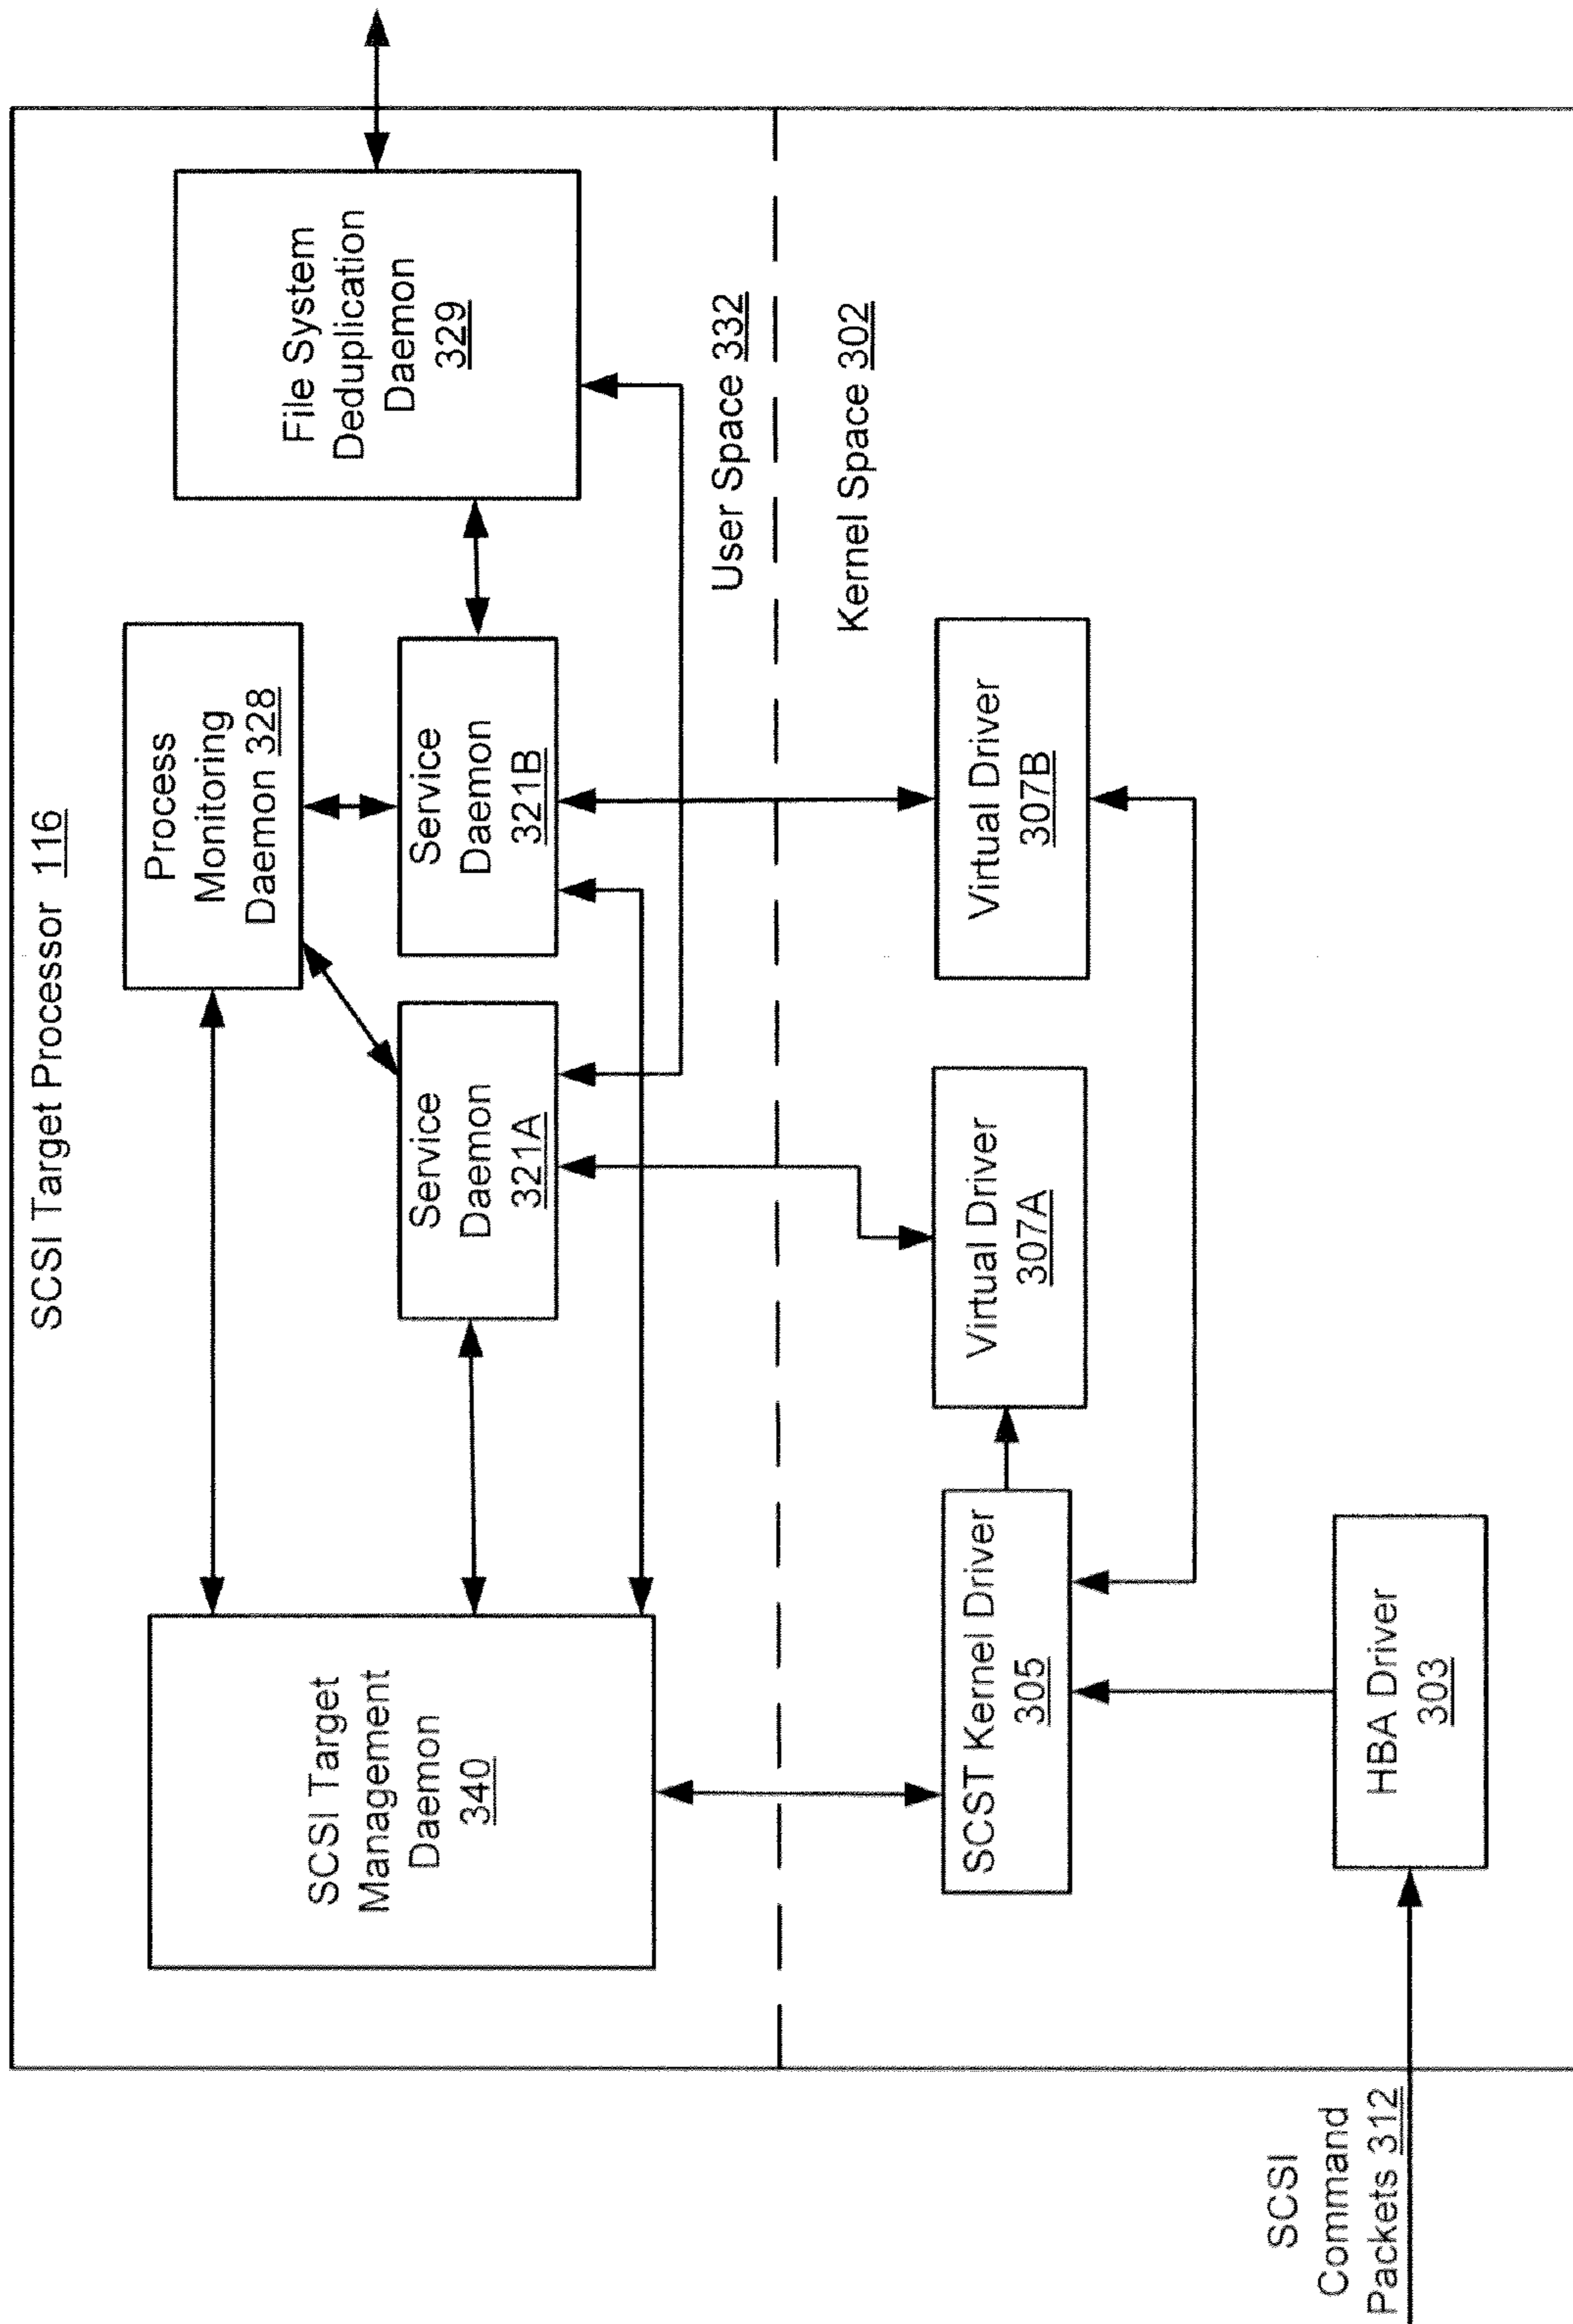 SCSI Target Processor 116
SCSI Target
Management
Daemon
340
Process
Monitoring
Daemon 328
Service
Daemon
321A
Service
Daemon
321B
File System
Deduplication
Daemon
329
User Space 332
Kernel Space 302
SCST Kernel Driver
305
Virtual Driver
307A
Virtual Driver
307B
HBA Driver
303
SCSI
Command
Packets 312